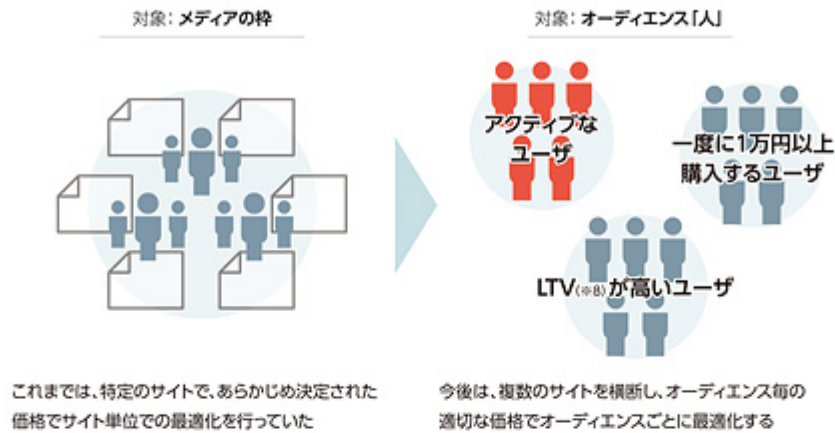 対象：メディアの枠
これまでは、特定のサイトで、あらかじめ決定された
価格でサイト単位での最適化を行っていた
対象：オーディエンス「人」
アクティブな
ユーザ
一度に1万円以上
購入するユーザ
LTV(※8)が高いユーザ
今後は、複数のサイトを横断し、オーディエンス毎の
適切な価格でオーディエンスごとに最適化する